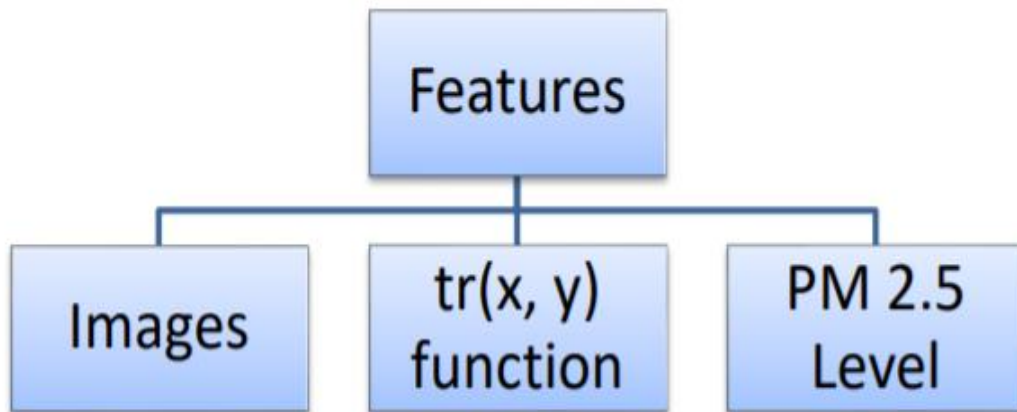 Features
Images
tr(x, y)
function
PM 2.5
Level